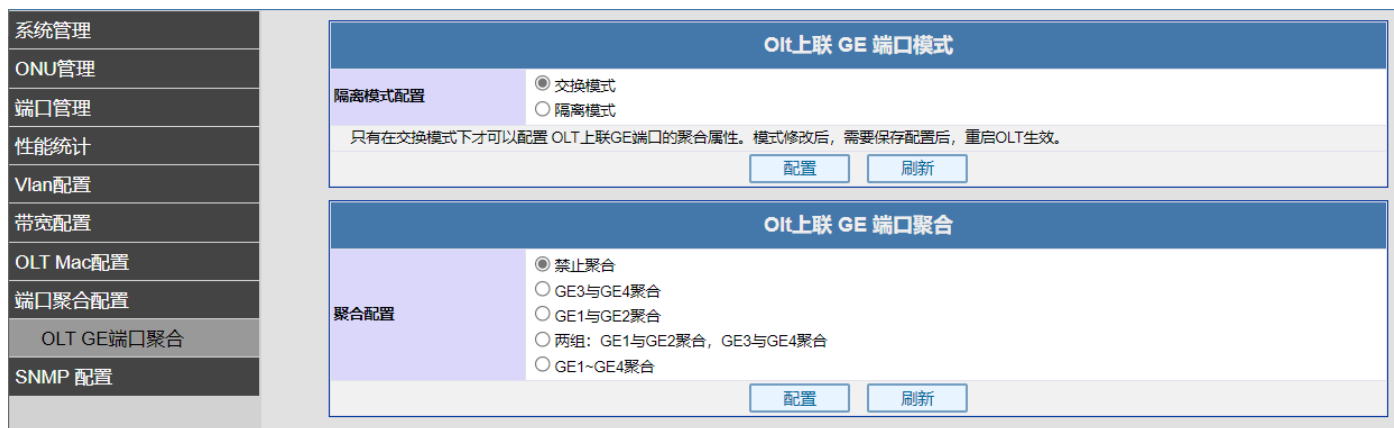 系统管理
ONU管理
端口管理
性能统计
Vlan配置
带宽配置
OLT Mac配置
端口聚合配置
OLT GE端口聚合
SNMP 配置
Olt上联 GE 端口模式
隔离模式配置
交换模式
隔离模式
只有在交换模式下才可以配置 OLT上联GE端口的聚合属性。模式修改后，需要保存配置后，重启OLT生效。
配置 刷新
Olt上联 GE 端口聚合
聚合配置
禁止聚合
GE3与GE4聚合
GE1与GE2聚合
两组：GE1与GE2聚合，GE3与GE4聚合
GE1~GE4聚合
配置 刷新